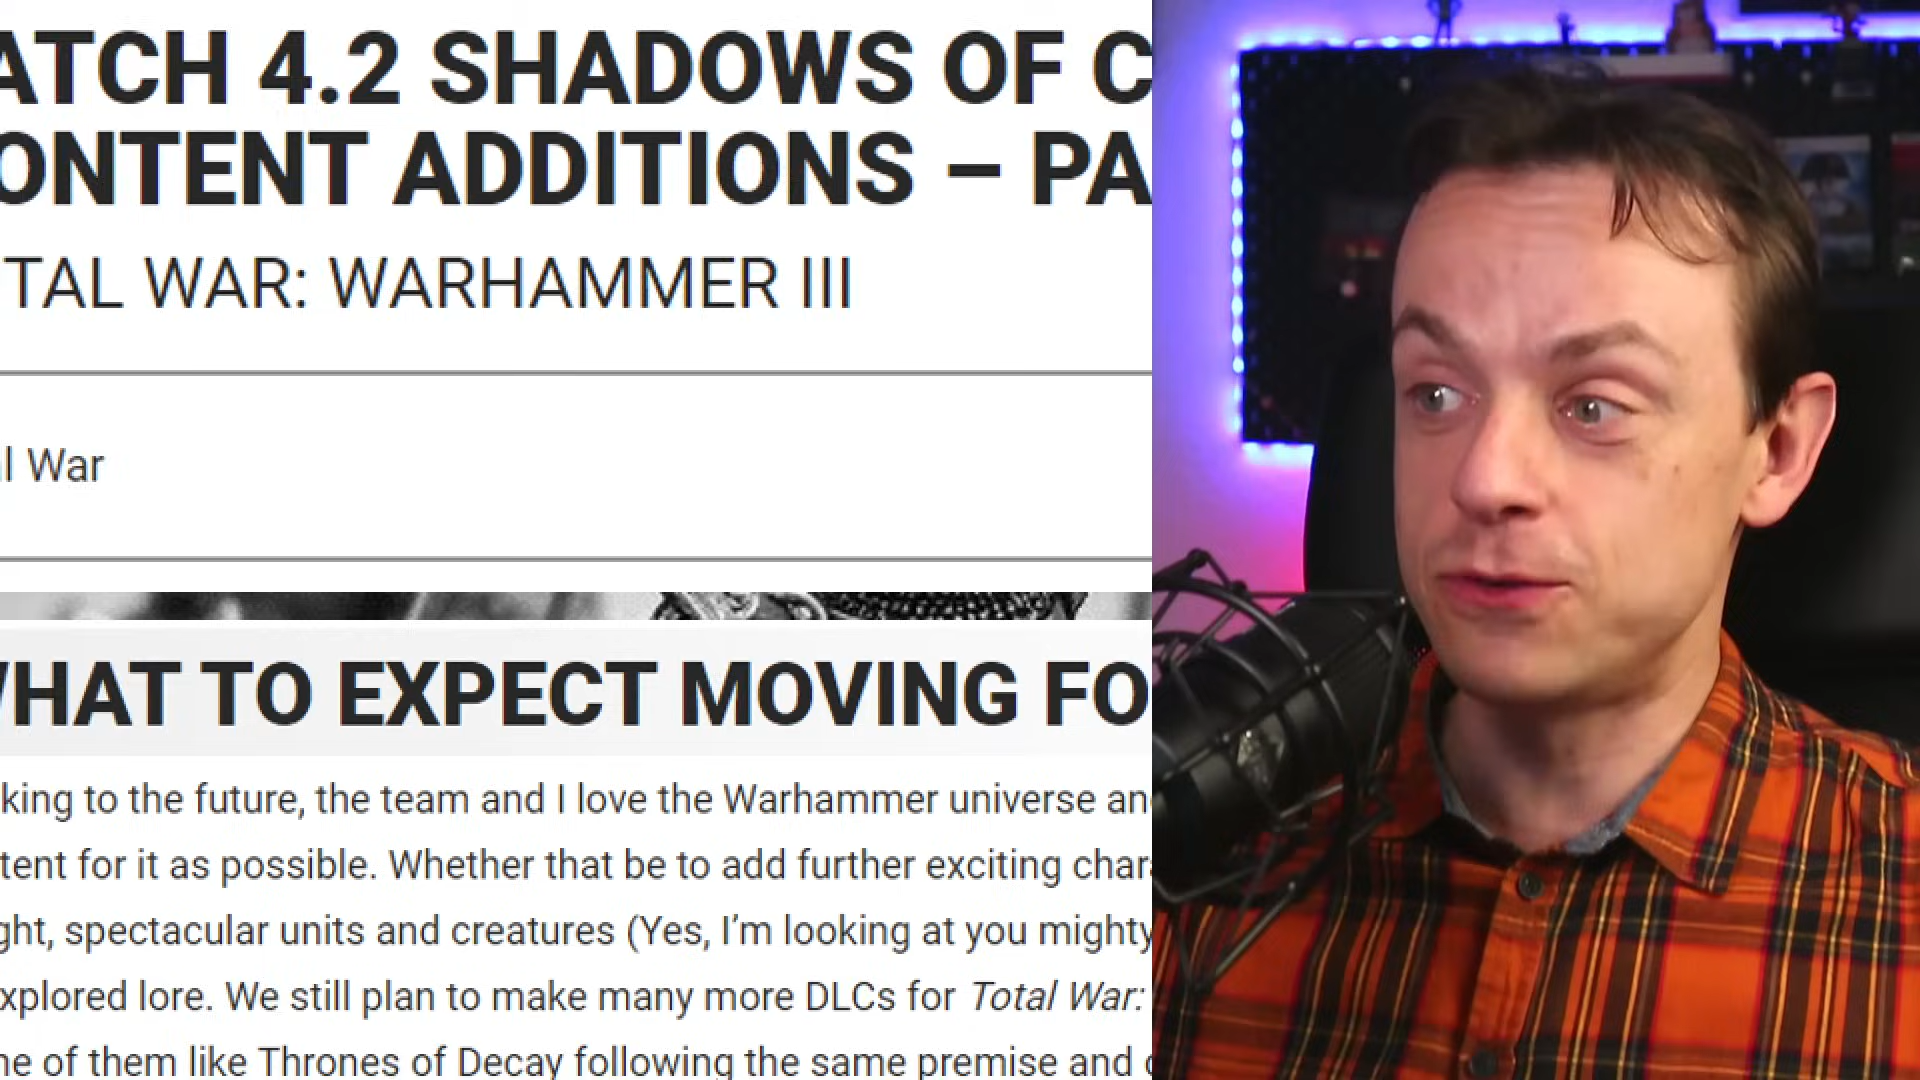 ATCH 4.2 SHADOWS OF C
ONTENT ADDITIONS – PA
TAL WAR: WARHAMMER III
al War
WHAT TO EXPECT MOVING FO
king to the future, the team and I love the Warhammer universe an
tent for it as possible. Whether that be to add further exciting char
ght, spectacular units and creatures (Yes, I’m looking at you mighty
xplored lore. We still plan to make many more DLCs for Total War:
ne of them like Thrones of Decay following the same premise and